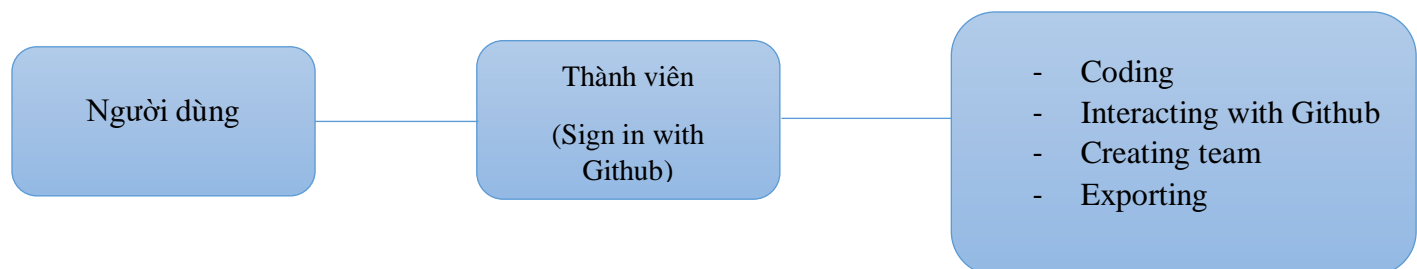 Người dùng
Thành viên
(Sign in with
Github)
- Coding
- Interacting with Github
- Creating team
- Exporting